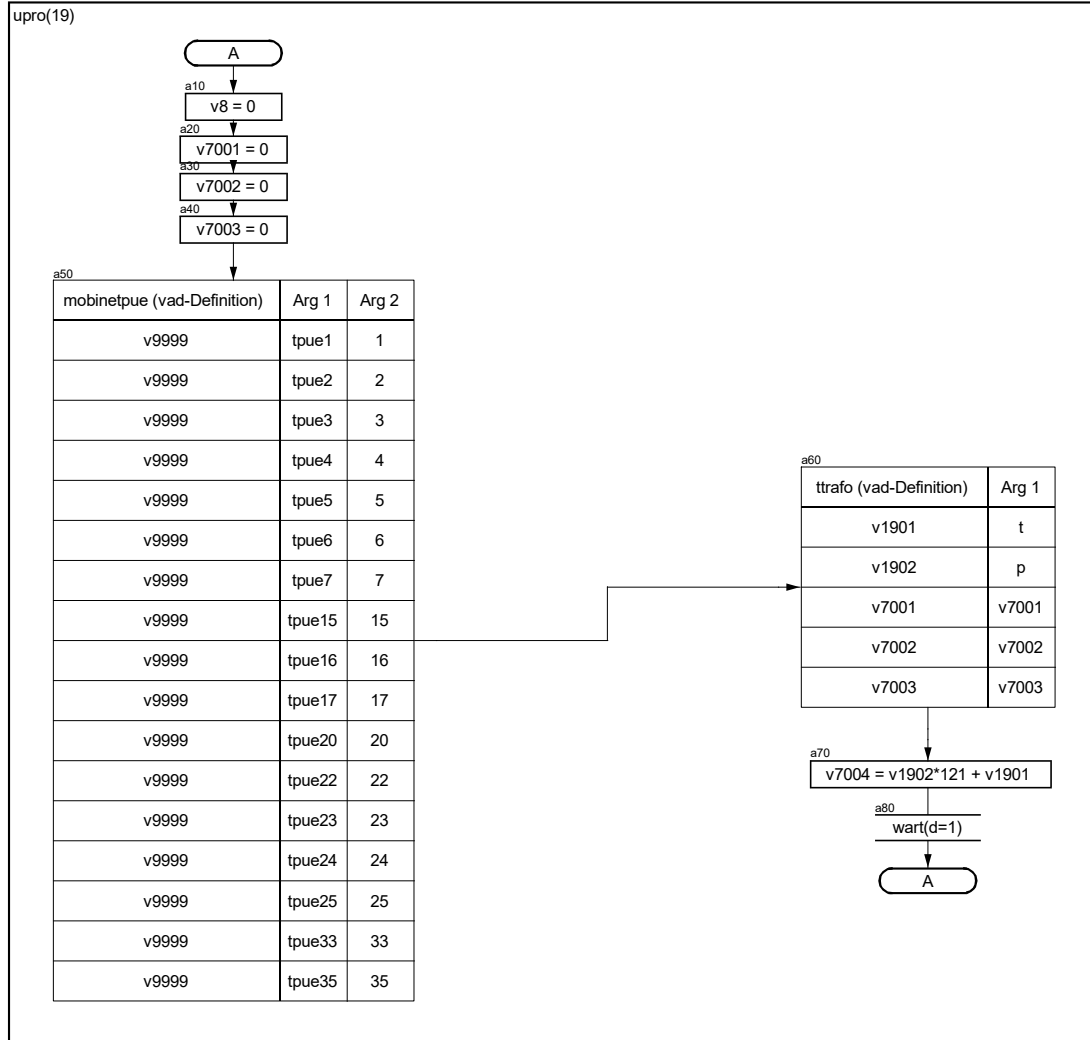 upro(19)
A
a10
v8 = 0
a20
v7001 = 0
a30
v7002 = 0
a40
v7003 = 0
a50
mobinetpue (vad-Definition) Arg 1 Arg 2
v9999 tpue1 1
v9999 tpue2 2
v9999 tpue3 3
v9999 tpue4 4
v9999 tpue5 5
v9999 tpue6 6
v9999 tpue7 7
v9999 tpue15 15
v9999 tpue16 16
v9999 tpue17 17
v9999 tpue20 20
v9999 tpue22 22
v9999 tpue23 23
v9999 tpue24 24
v9999 tpue25 25
v9999 tpue33 33
v9999 tpue35 35
a60
ttrafo (vad-Definition) Arg 1
v1901 t
v1902 p
v7001 v7001
v7002 v7002
v7003 v7003
a70
v7004 = v1902*121 + v1901
a80
wart(d=1)
A